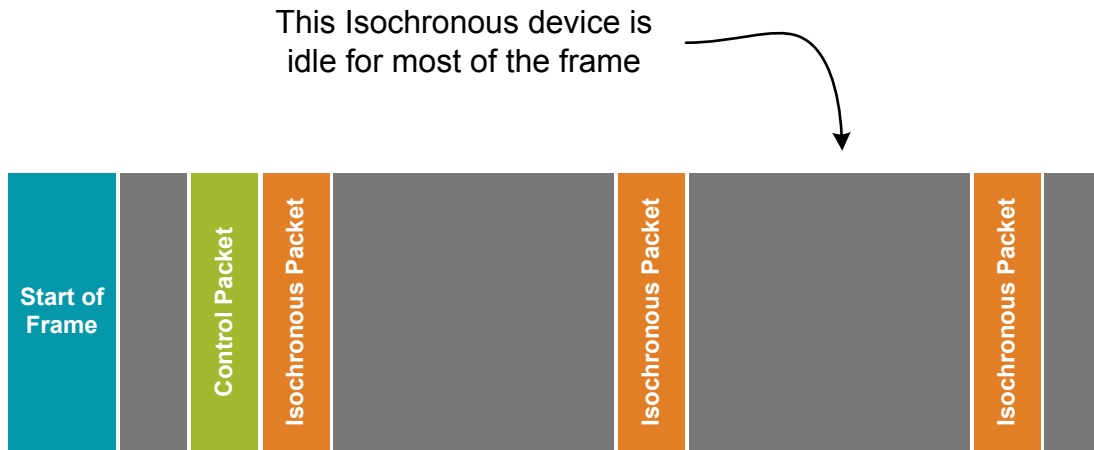 This Isochronous device is
idle for most of the frame
Start of
Frame
Control Packet
Isochronous Packet
Isochronous Packet
Isochronous Packet